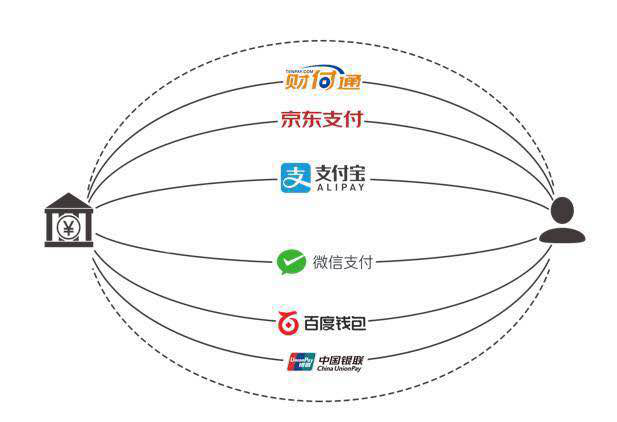 TENPAY.COM
财付通
京东支付
支 支付宝
ALIPAY
¥
微信支付
百度钱包
UnionPay 中国银联
银联 China UnionPay